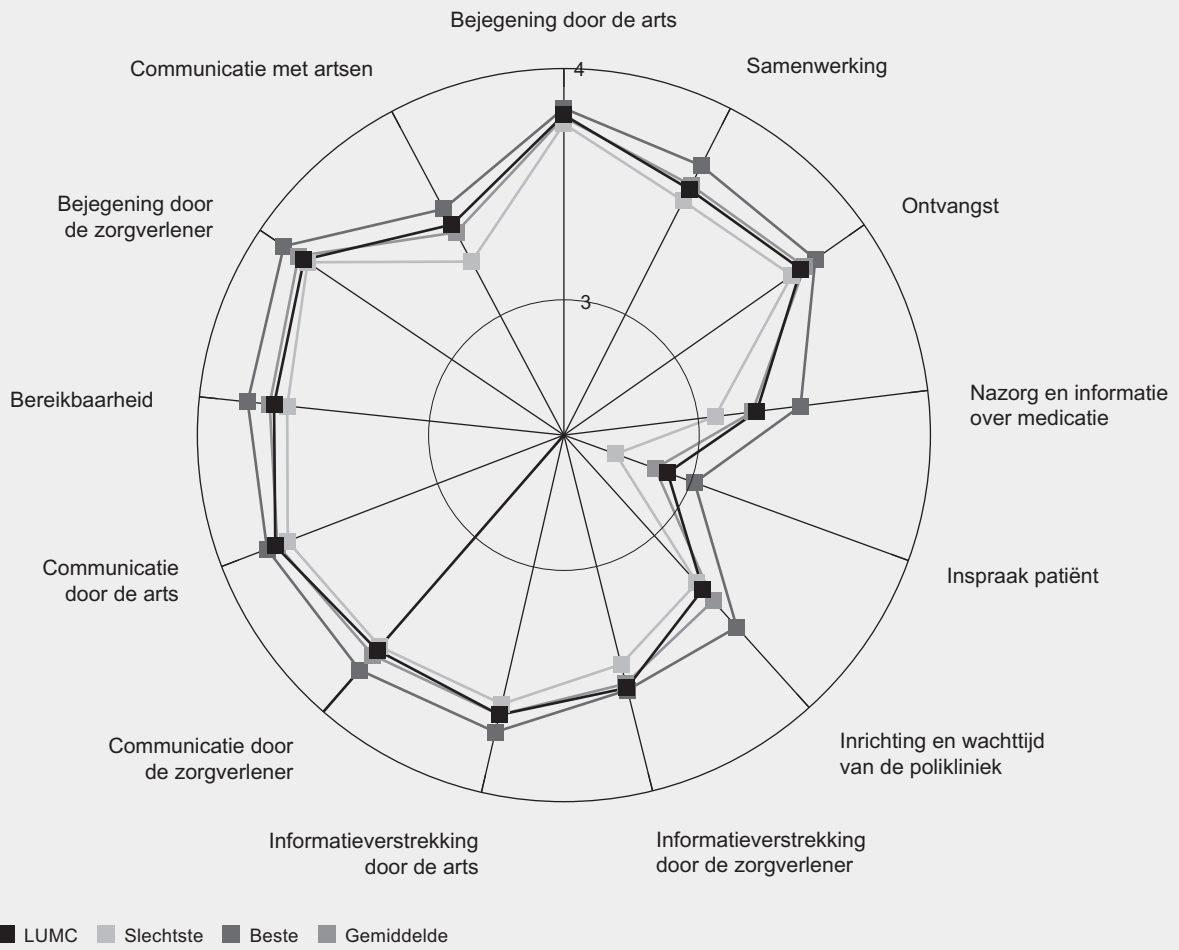 Bejegening door de arts
4
Communicatie met artsen
Samenwerking
Bejegening door
de zorgverlener
Ontvangst
3
Bereikbaarheid
Nazorg en informatie
over medicatie
Communicatie
door de arts
Inspraak patiënt
Communicatie door
de zorgverlener
Inrichting en wachttijd
van de polikliniek
Informatieverstrekking
door de arts
Informatieverstrekking
door de zorgverlener
LUMC Slechtste Beste Gemiddelde